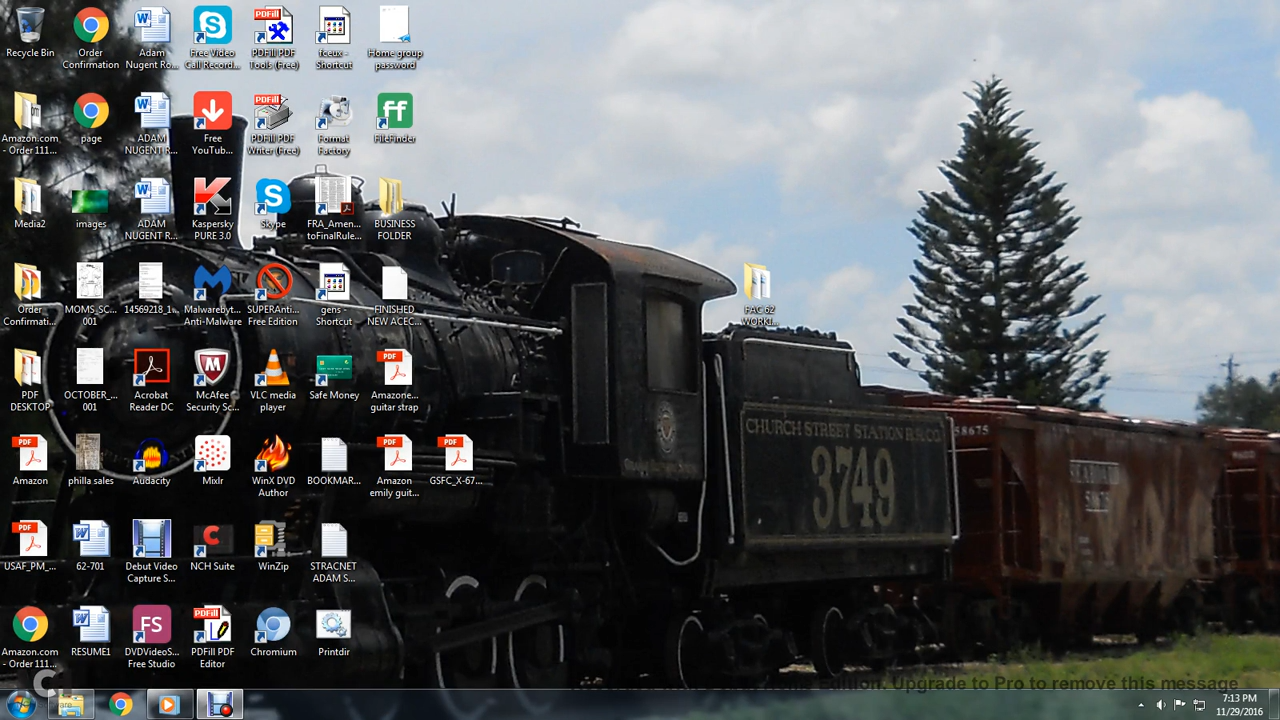 Recycle Bin
Order Confirmation
Adam Nugent Ro...
Free Video Call Record...
PDFill PDF Tools (Free)
fceux - Shortcut
Home group password
Amazon.com - Order 111...
page
ADAM NUGENT R...
Free YouTub...
PDFill PDF Writer (Free)
Format Factory
FileFinder
Media2
images
ADAM NUGENT R...
Kaspersky PURE 3.0
Skype
FRA_Amen... toFinalRule...
BUSINESS FOLDER
Order Confirmati...
MOMS_SC... 001
14569218_1...
Malwarebyt... Anti-Malware
SUPERAnti... Free Edition
gens - Shortcut
FINISHED NEW ACEC...
FAC 62 WORKI...
PDF DESKTOP
OCTOBER_... 001
Acrobat Reader DC
McAfee Security Sc...
VLC media player
Safe Money
Amazone... guitar strap
Amazon
philla sales
Audacity
Mixlr
WinX DVD Author
BOOKMAR...
Amazon emily guit...
GSFC_X-67...
USAF_PM_...
62-701
Debut Video Capture S...
NCH Suite
WinZip
STRACNET ADAM S...
Amazon.com - Order 111...
RESUME1
DVDVideoS... Free Studio
PDFill PDF Editor
Chromium
Printdir
CHURCH STREET STATION R.R. CO.
3749
58675
Upgrade to Pro to remove this message
7:13 PM
11/29/2016